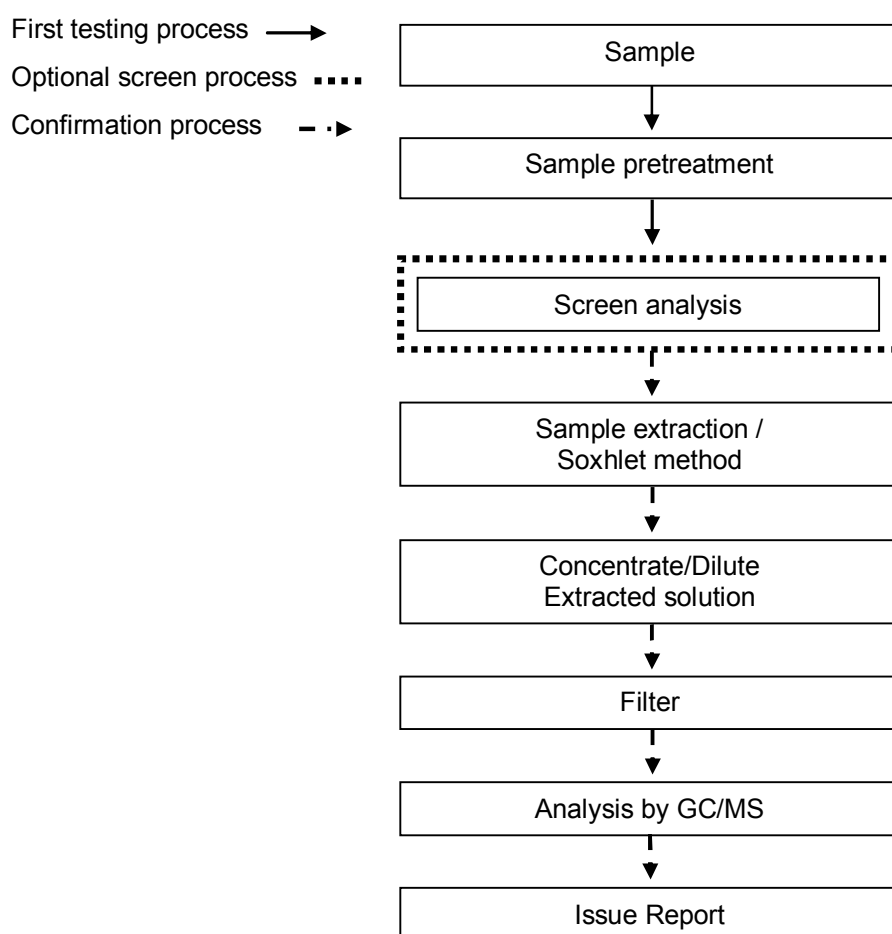 First testing process
Optional screen process
Confirmation process
Sample
Sample pretreatment
Screen analysis
Sample extraction /
Soxhlet method
Concentrate/Dilute
Extracted solution
Filter
Analysis by GC/MS
Issue Report